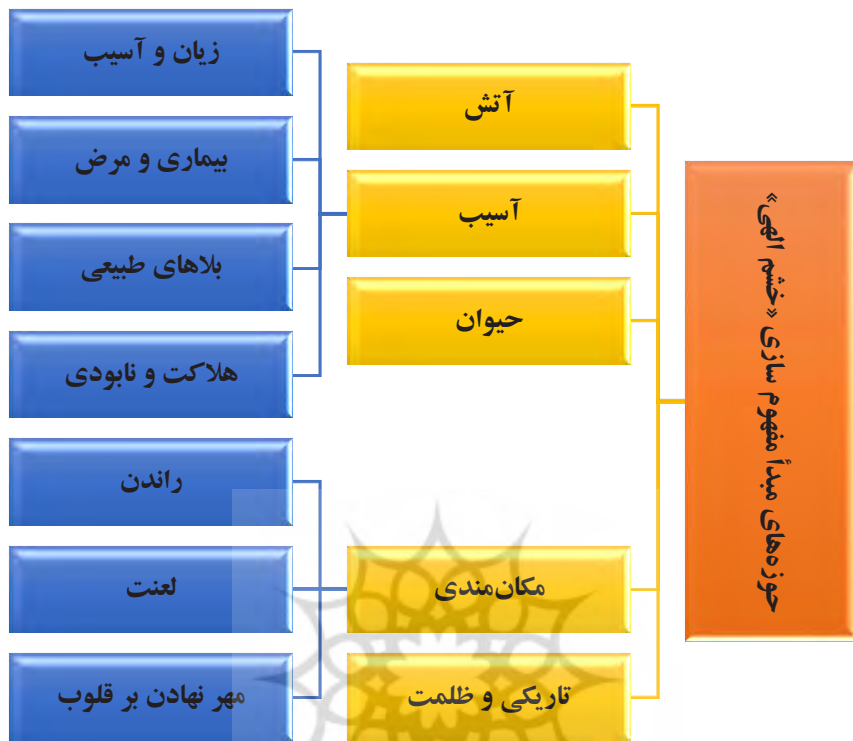 حوزه‌های مبدأ مفهوم سازی «خشم الهی»
آتش
آسیب
زیان و آسیب
بیماری و مرض
بلاهای طبیعی
هلاکت و نابودی
حیوان
مکان‌مندی
راندن
لعنت
مهر نهادن بر قلوب
تاریکی و ظلمت